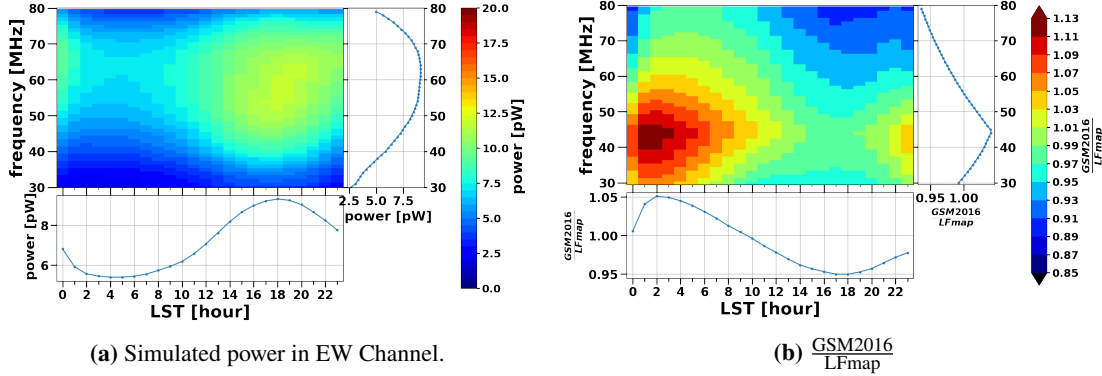 80
70
60
50
40
30
frequency [MHz]
80
70
60
50
40
30
2.5 5.0 7.5
power [pW]
20.0
17.5
15.0
12.5
10.0
7.5
5.0
2.5
0.0
power [pW]
8
6
power [pW]
0 2 4 6 8 10 12 14 16 18 20 22
LST [hour]
(a) Simulated power in EW Channel.
80
70
60
50
40
30
frequency [MHz]
80
70
60
50
40
30
0.95 1.00
GSM2016
LFmap
1.13
1.11
1.09
1.07
1.05
1.03
1.01
0.99
0.97
0.95
0.93
0.91
0.89
0.87
0.85
GSM2016
LFmap
1.05
1.00
0.95
GSM2016
LFmap
0 2 4 6 8 10 12 14 16 18 20 22
LST [hour]
(b) GSM2016
LFmap